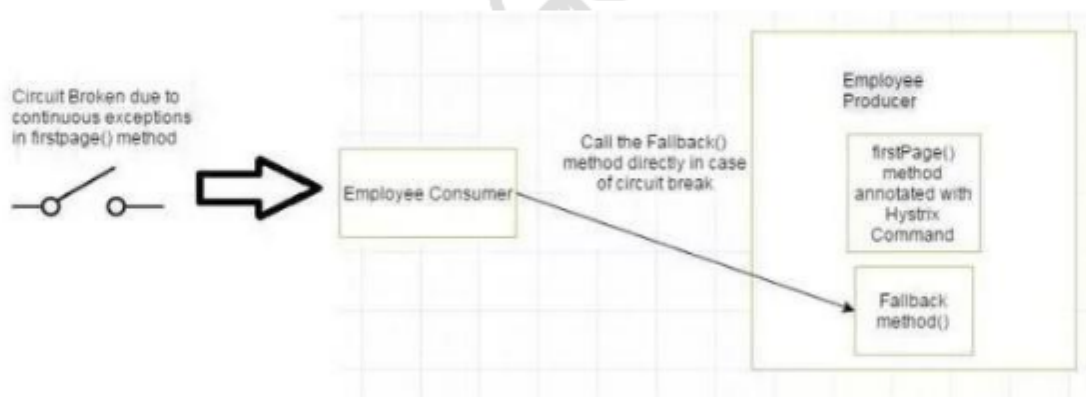 Circuit Broken due to
continuous exceptions
in firstpage() method
Employee Consumer
Call the Fallback()
method directly in case
of circuit break
Employee
Producer
firstPage()
method
annotated with
Hystrix
Command
Fallback
method()